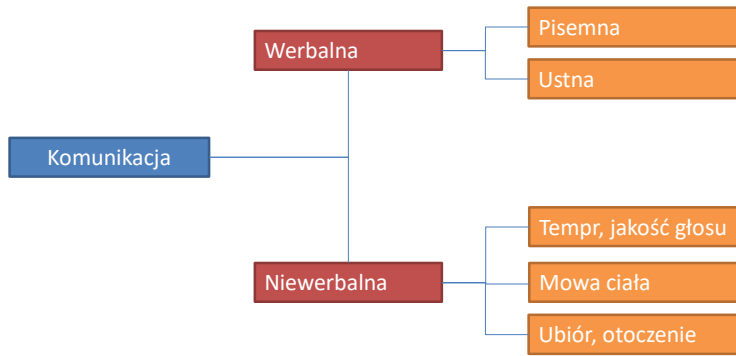 Komunikacja
Werbalna
Pisemna
Ustna
Niewerbalna
Tempr, jakość głosu
Mowa ciała
Ubiór, otoczenie